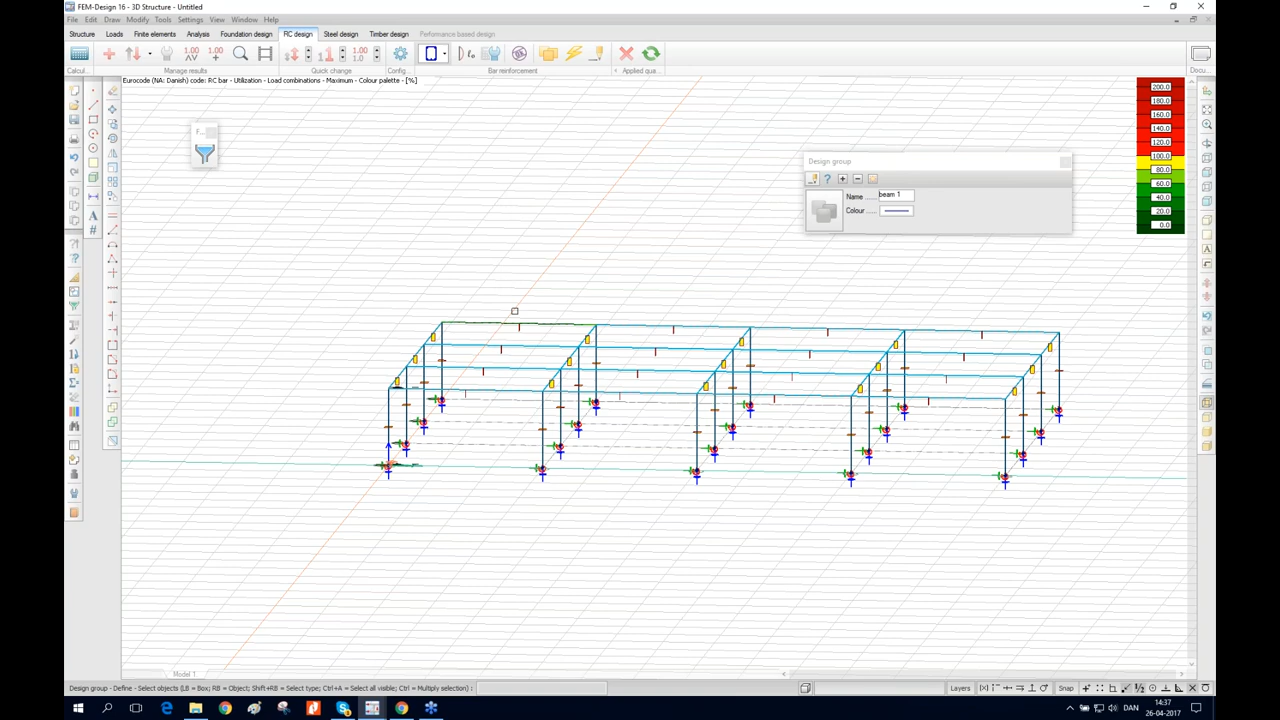 FEM-Design 16 - 3D Structure - Untitled
File Edit Draw Modify Tools Settings View Window Help
Structure Loads Finite elements Analysis Foundation design RC design Steel design Timber design Performance based design
Calcul... Manage results Quick change Config... Bar reinforcement Applied qua... Docu...
Eurocode (NA: Danish) code: RC bar - Utilization - Load combinations - Maximum - Colour palette - [%]
F...
200.0
180.0
160.0
140.0
120.0
100.0
80.0
60.0
40.0
20.0
0.0
Design group
Name ...... beam 1
Colour ......
Model 1
Design group - Define - Select objects (LB = Box; RB = Object; Shift+RB = Select type; Ctrl+A = Select all visible; Ctrl = Multiply selection) :
Layers
Snap
DAN
14:37
26-04-2017